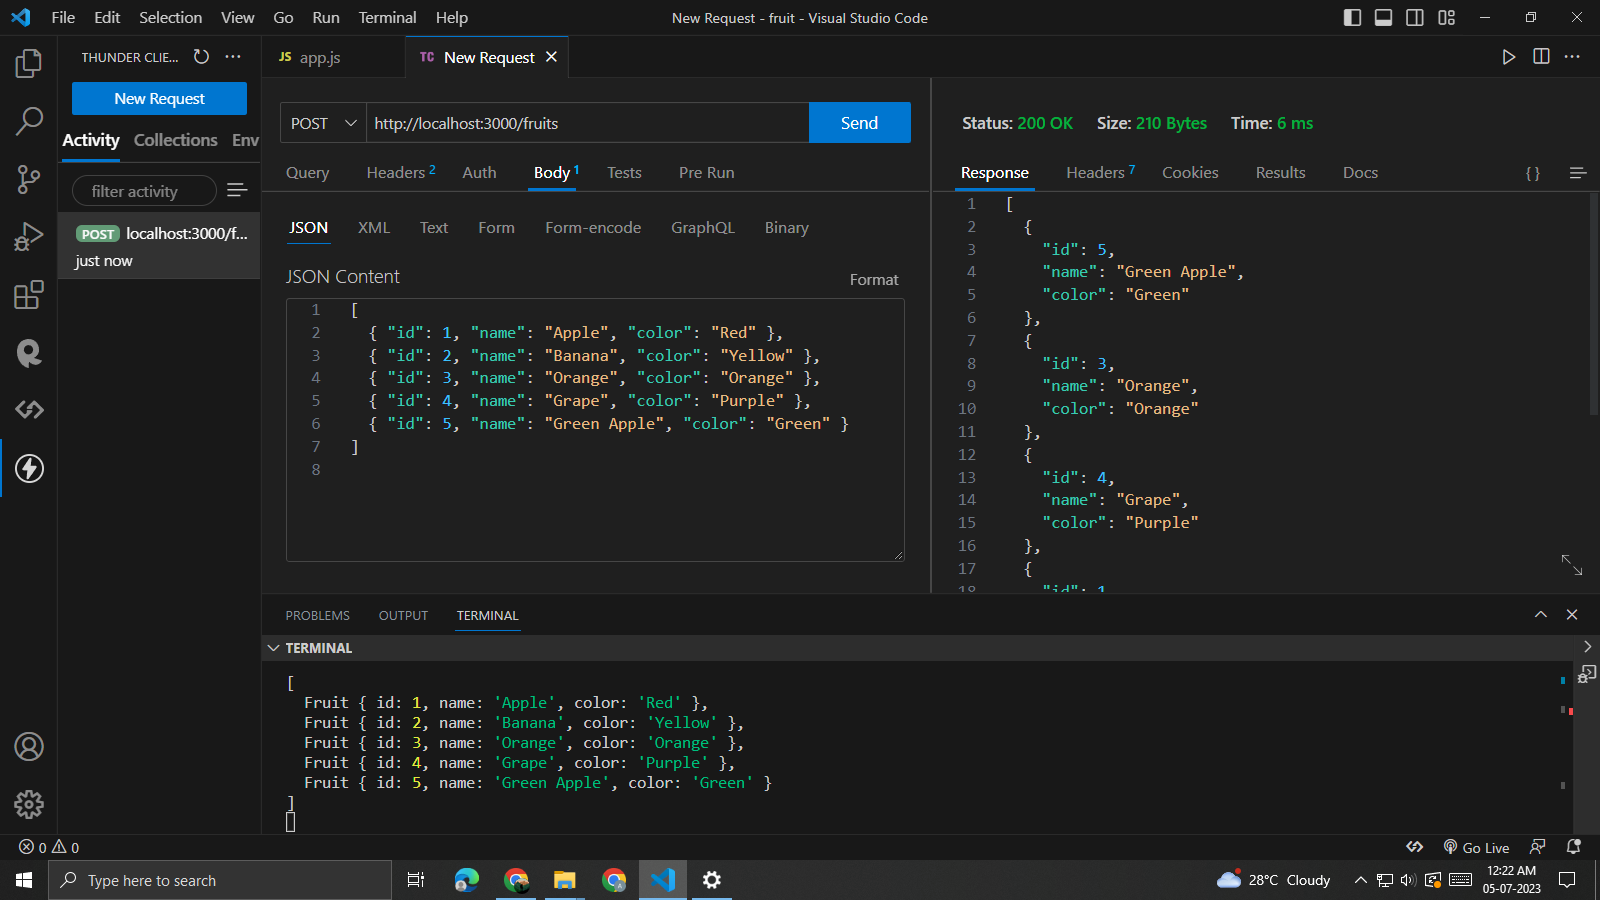 File Edit Selection View Go Run Terminal Help
New Request - fruit - Visual Studio Code
THUNDER CLIE...
New Request
Activity Collections Env
filter activity
POST localhost:3000/f...
just now
JS app.js
TC New Request
POST http://localhost:3000/fruits Send
Query Headers 2 Auth Body 1 Tests Pre Run
JSON XML Text Form Form-encode GraphQL Binary
JSON Content
Format
1 [
2 { "id": 1, "name": "Apple", "color": "Red" },
3 { "id": 2, "name": "Banana", "color": "Yellow" },
4 { "id": 3, "name": "Orange", "color": "Orange" },
5 { "id": 4, "name": "Grape", "color": "Purple" },
6 { "id": 5, "name": "Green Apple", "color": "Green" }
7 ]
8
Status: 200 OK Size: 210 Bytes Time: 6 ms
Response Headers 7 Cookies Results Docs { }
1 [
2 {
3 "id": 5,
4 "name": "Green Apple",
5 "color": "Green"
6 },
7 {
8 "id": 3,
9 "name": "Orange",
10 "color": "Orange"
11 },
12 {
13 "id": 4,
14 "name": "Grape",
15 "color": "Purple"
16 },
17 {
18 "id": 1
PROBLEMS OUTPUT TERMINAL
TERMINAL
[
Fruit { id: 1, name: 'Apple', color: 'Red' },
Fruit { id: 2, name: 'Banana', color: 'Yellow' },
Fruit { id: 3, name: 'Orange', color: 'Orange' },
Fruit { id: 4, name: 'Grape', color: 'Purple' },
Fruit { id: 5, name: 'Green Apple', color: 'Green' }
]
0 0
Go Live
Type here to search
28°C Cloudy
12:22 AM
05-07-2023